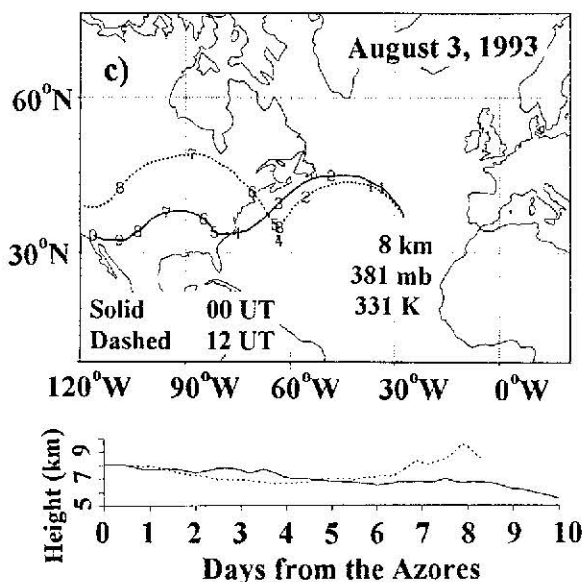 c)
August 3, 1993
60°N
30°N
8 km
381 mb
331 K
Solid 00 UT
Dashed 12 UT
120°W 90°W 60°W 30°W 0°W
Height (km)
5 7 9
0 1 2 3 4 5 6 7 8 9 10
Days from the Azores